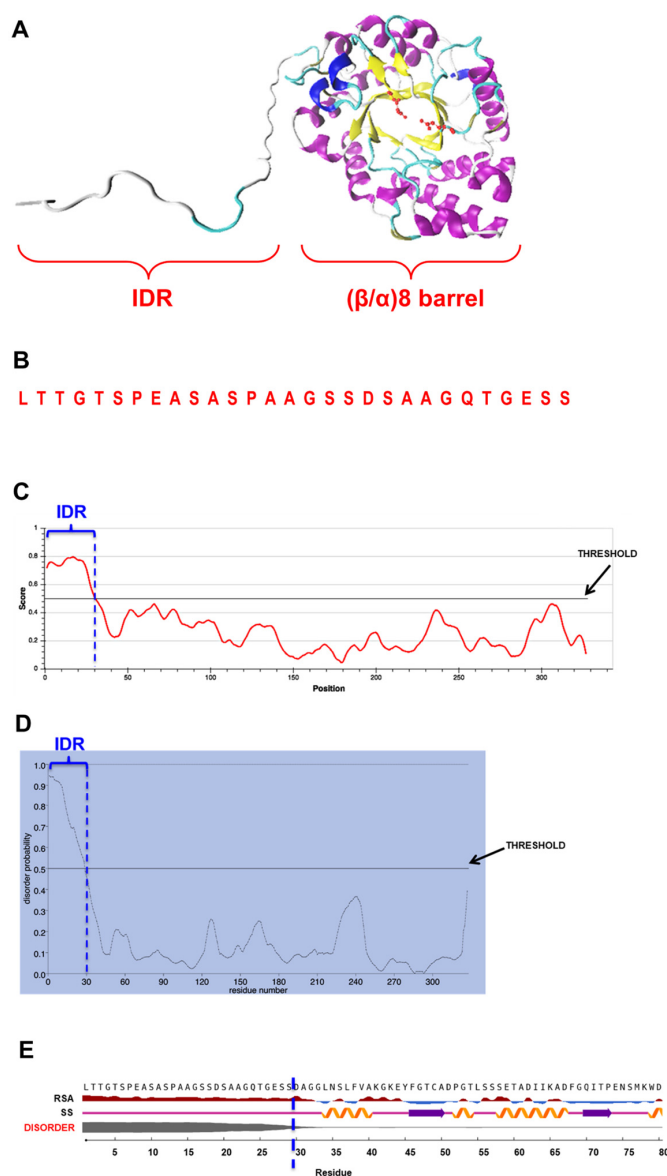 A
IDR
(β/α)8 barrel
B
L T T G T S P E A S A S P A A G S S D S A A G Q T G E S S
C
IDR
1
0.8
0.6
0.4
0.2
0
Score
0 50 100 150 200 250 300
Position
THRESHOLD
D
IDR
1.0
0.9
0.8
0.7
0.6
0.5
0.4
0.3
0.2
0.1
0.0
disorder probability
0 30 60 90 120 150 180 210 240 270 300
residue number
THRESHOLD
E
LTTGTSPEASASPAAGSSDSAAGQTGESSDAGGLNSLFVAKGKEYFGTCADPGTLSSSETADIIKADFGQITPENSMKWD
RSA
SS
DISORDER
5 10 15 20 25 30 35 40 45 50 55 60 65 70 75 80
Residue